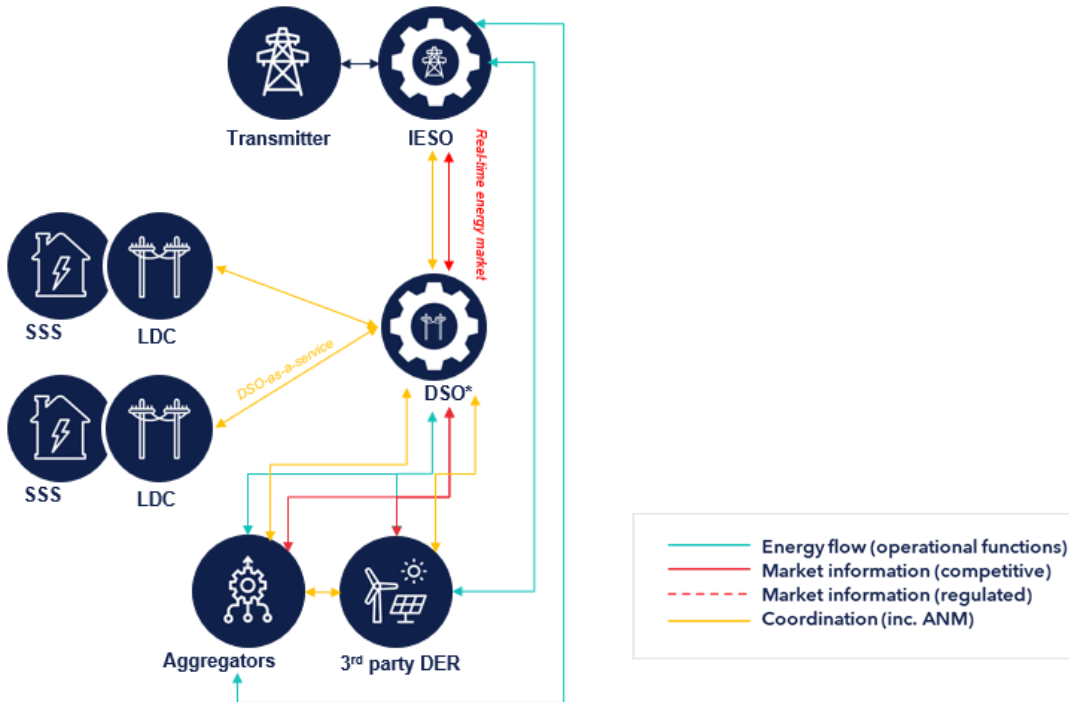 Transmitter
IESO
Real-time energy market
SSS
LDC
DSO-as-a-service
DSO*
SSS
LDC
Aggregators
3rd party DER
Energy flow (operational functions)
Market information (competitive)
Market information (regulated)
Coordination (inc. ANM)